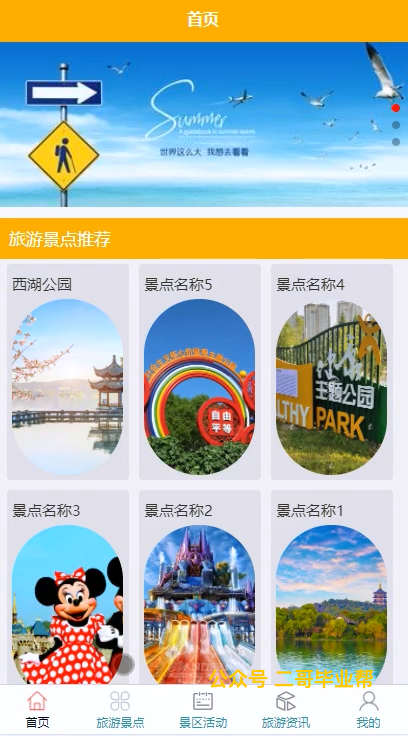 首页
Summer
世界这么大 我想去看看
旅游景点推荐
西湖公园
景点名称5
景点名称4
自由
平等
健康
主题公园
LTHY PARK
景点名称3
景点名称2
景点名称1
公众号 二哥毕业帮
首页
旅游景点
景区活动
旅游资讯
我的